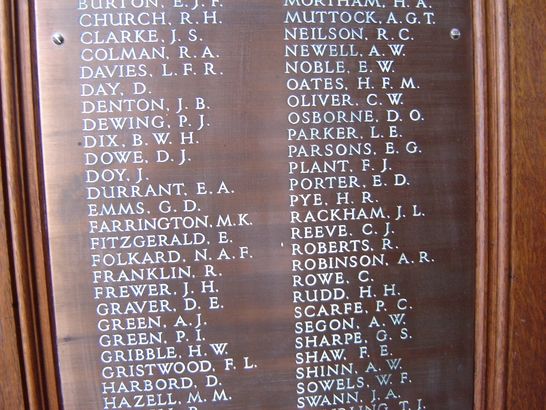 BURTON, E. J. F.
CHURCH, R. H.
CLARKE, J. S.
COLMAN, R. A.
DAVIES, L. F. R.
DAY, D.
DENTON, J. B.
DEWING, P. J.
DIX, B. W. H.
DOWE, D. J.
DOY, J.
DURRANT, E. A.
EMMS, G. D.
FARRINGTON, M.K.
FITZGERALD, E.
FOLKARD, N. A. F.
FRANKLIN, R.
FREWER, J. H.
GRAVER, D. E.
GREEN, A. J.
GREEN, P. I.
GRIBBLE, H. W.
GRISTWOOD, F. L.
HARBORD, D.
HAZELL, M. M.
MORTHAM, H. A.
MUTTOCK, A.G.T.
NEILSON, R. C.
NEWELL, A. W.
NOBLE, E. W.
OATES, H. F. M.
OLIVER, C. W.
OSBORNE, D. O.
PARKER, L. E.
PARSONS, E. G.
PLANT, F. J.
PORTER, E. D.
PYE, H. R.
RACKHAM, J. L.
REEVE, C. J.
ROBERTS, R.
ROBINSON, A. R.
ROWE, C.
RUDD, H. H.
SCARFE, P. C.
SEGON, A. W.
SHARPE, G. S.
SHAW, F. E.
SHINN, A. W.
SOWELS, W. F.
SWANN, J. A.